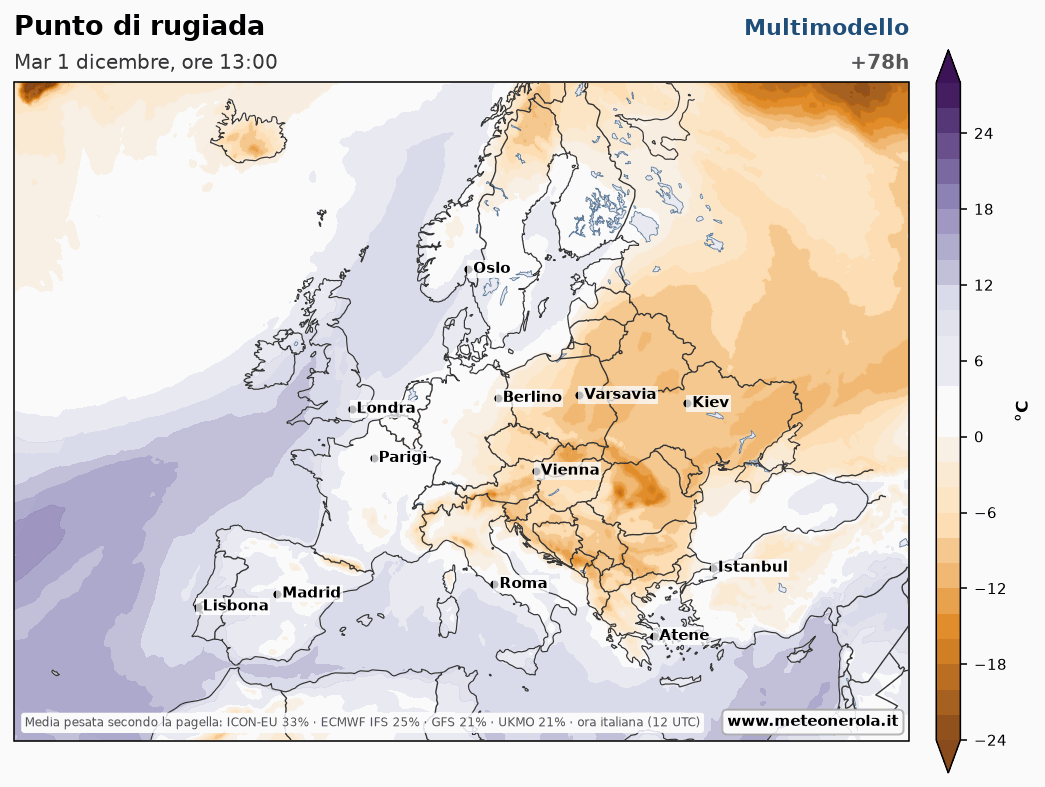 Punto di rugiada
Multimodello
Mar 1 dicembre, ore 13:00
+78h
Oslo
Londra
Berlino
Varsavia
Kiev
Parigi
Vienna
Istanbul
Roma
Madrid
Lisbona
Atene
24
18
12
6
0
−6
−12
−18
−24
°C
Media pesata secondo la pagella: ICON-EU 33% · ECMWF IFS 25% · GFS 21% · UKMO 21% · ora italiana (12 UTC)
www.meteonerola.it